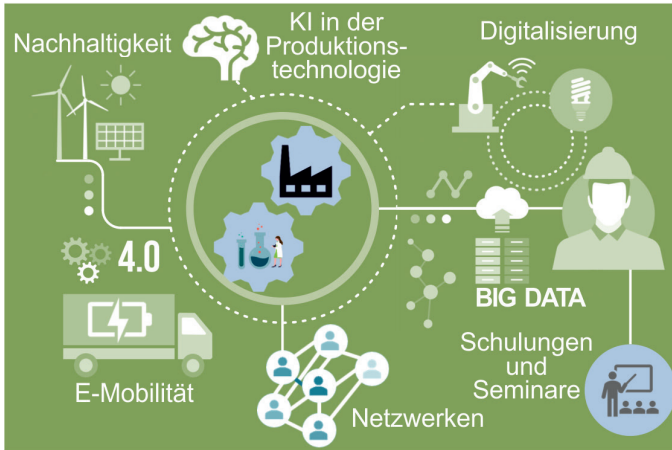 Nachhaltigkeit
KI in der
Produktions-
technologie
Digitalisierung
4.0
BIG DATA
E-Mobilität
Netzwerken
Schulungen
und
Seminare